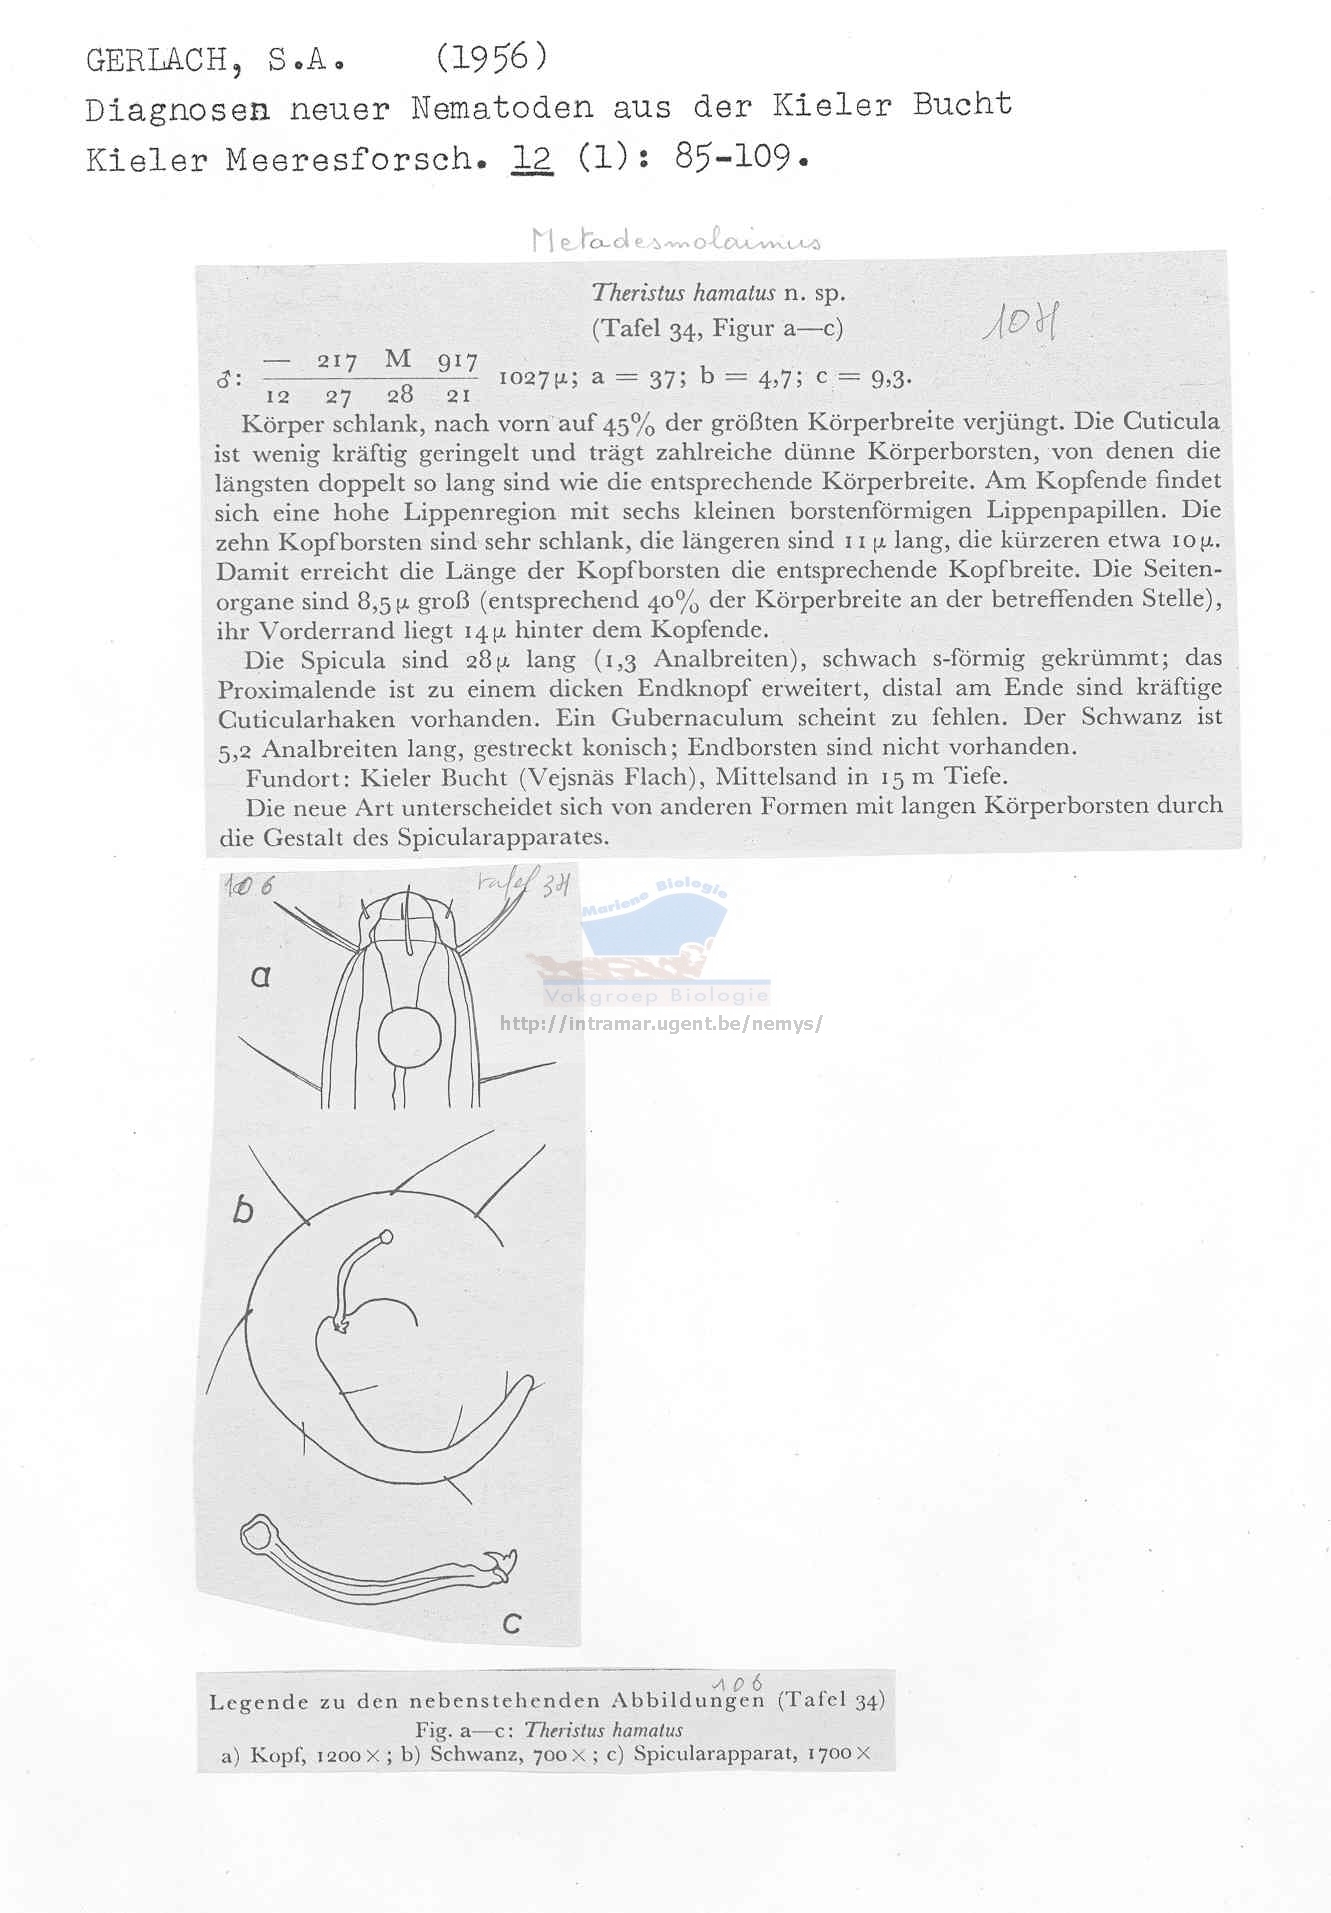 GERLACH, S.A. (1956)
Diagnosen neuer Nematoden aus der Kieler Bucht
Kieler Meeresforsch. 12 (1): 85-109.
Metadesmolaimus
Theristus hamatus n. sp.
(Tafel 34, Figur a—c)
104
♂: — 217 M 917
12 27 28 21 1027µ; a = 37; b = 4,7; c = 9,3.
Körper schlank, nach vorn auf 45% der größten Körperbreite verjüngt. Die Cuticula
ist wenig kräftig geringelt und trägt zahlreiche dünne Körperborsten, von denen die
längsten doppelt so lang sind wie die entsprechende Körperbreite. Am Kopfende findet
sich eine hohe Lippenregion mit sechs kleinen borstenförmigen Lippenpapillen. Die
zehn Kopfborsten sind sehr schlank, die längeren sind 11 µ lang, die kürzeren etwa 10µ.
Damit erreicht die Länge der Kopfborsten die entsprechende Kopfbreite. Die Seiten-
organe sind 8,5µ groß (entsprechend 40% der Körperbreite an der betreffenden Stelle),
ihr Vorderrand liegt 14µ hinter dem Kopfende.
Die Spicula sind 28µ lang (1,3 Analbreiten), schwach s-förmig gekrümmt; das
Proximalende ist zu einem dicken Endknopf erweitert, distal am Ende sind kräftige
Cuticularhaken vorhanden. Ein Gubernaculum scheint zu fehlen. Der Schwanz ist
5,2 Analbreiten lang, gestreckt konisch; Endborsten sind nicht vorhanden.
Fundort: Kieler Bucht (Vejsnäs Flach), Mittelsand in 15 m Tiefe.
Die neue Art unterscheidet sich von anderen Formen mit langen Körperborsten durch
die Gestalt des Spicularapparates.
106 tafel 34
Mariene Biologie
a
Vakgroep Biologie
http://intramar.ugent.be/nemys/
b
c
106
Legende zu den nebenstehenden Abbildungen (Tafel 34)
Fig. a—c: Theristus hamatus
a) Kopf, 1200 ×; b) Schwanz, 700 ×; c) Spicularapparat, 1700 ×